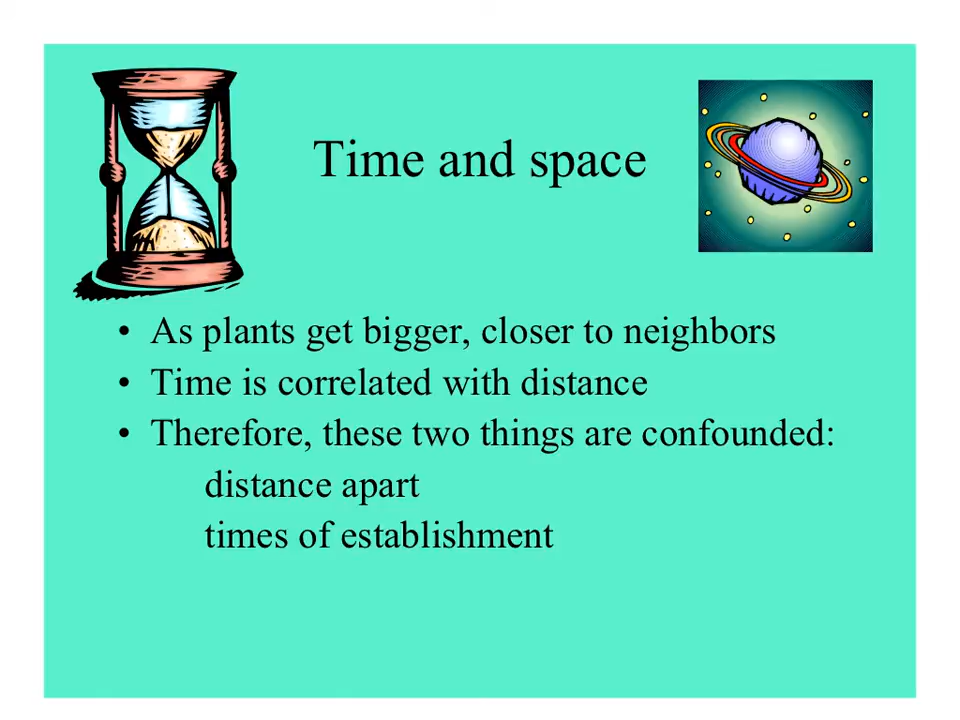 Time and space
• As plants get bigger, closer to neighbors
• Time is correlated with distance
• Therefore, these two things are confounded:
distance apart
times of establishment